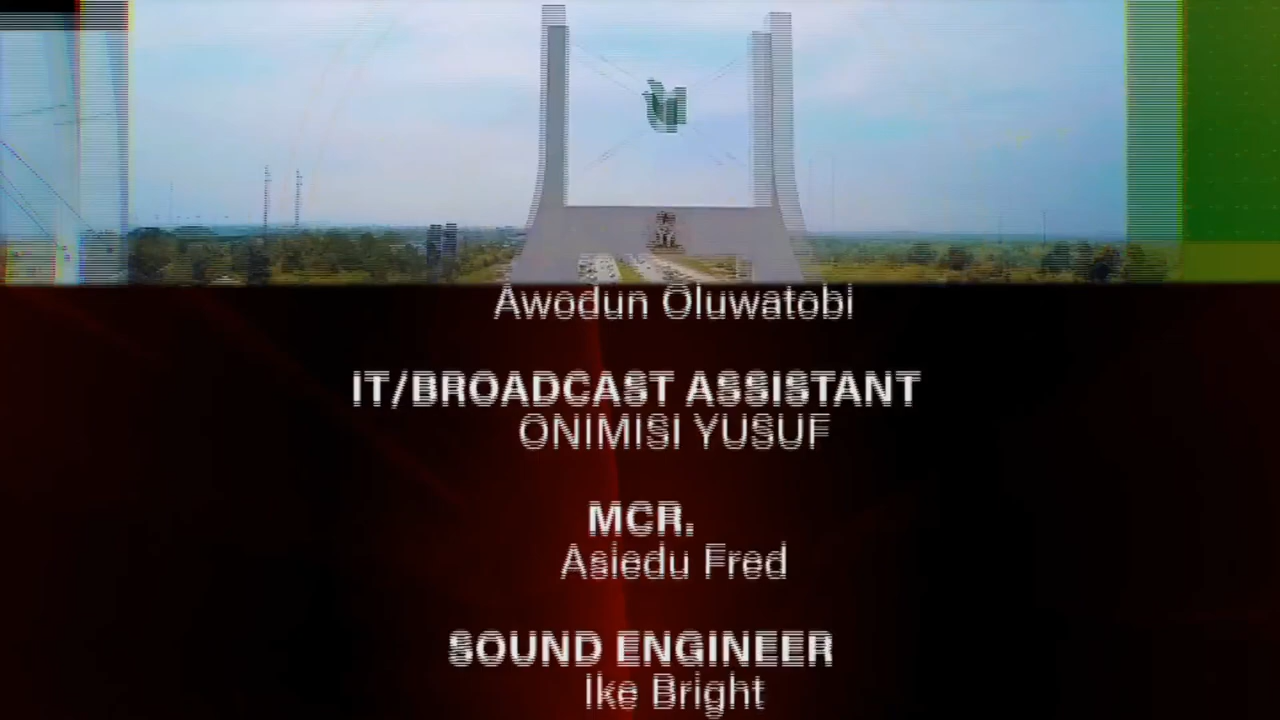 Awodun Oluwatobi
IT/BROADCAST ASSISTANT
ONIMISI YUSUF
MCR.
Asiedu Fred
SOUND ENGINEER
Ike Bright